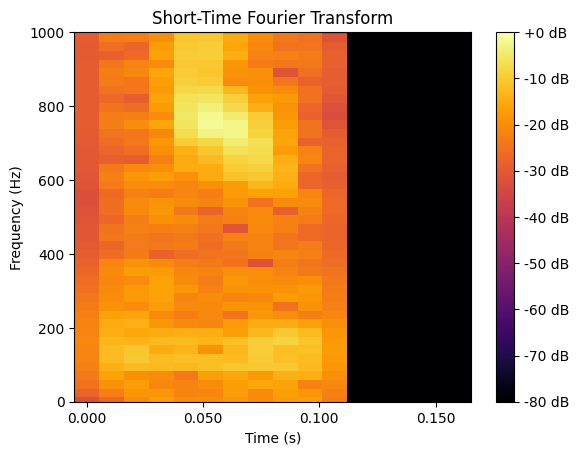 Short-Time Fourier Transform
1000
800
600
400
200
0
Frequency (Hz)
0.000
0.050
0.100
0.150
Time (s)
+0 dB
-10 dB
-20 dB
-30 dB
-40 dB
-50 dB
-60 dB
-70 dB
-80 dB